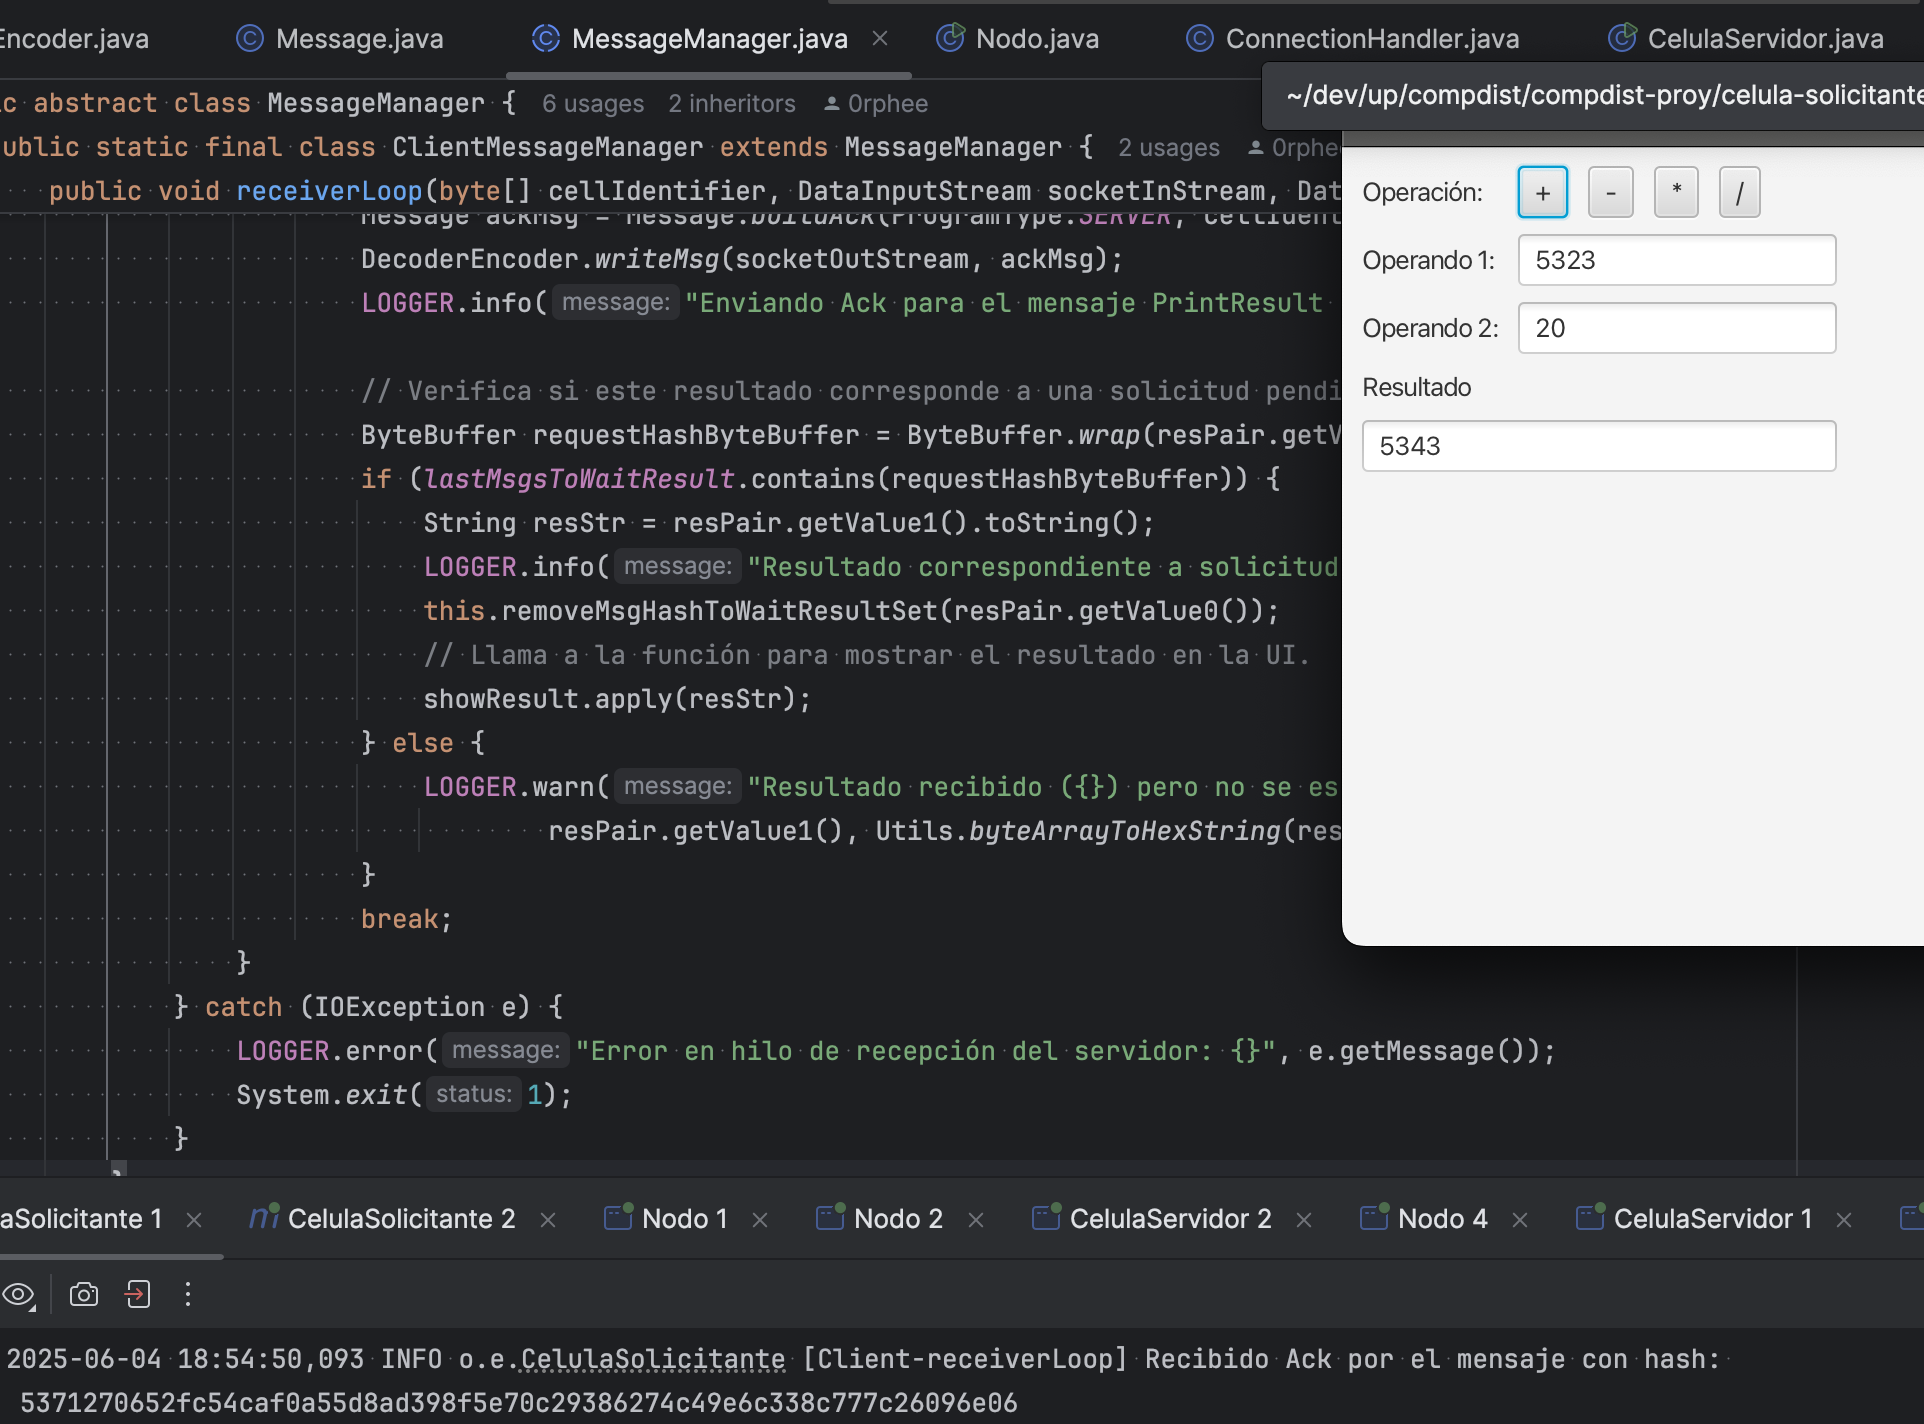 Encoder.java Message.java MessageManager.java Nodo.java ConnectionHandler.java CelulaServidor.java
~/dev/up/compdist/compdist-proy/celula-solicitante
abstract class MessageManager { 6 usages 2 inheritors 0rphee
ublic static final class ClientMessageManager extends MessageManager { 2 usages 0rphe
public void receiverLoop(byte[] cellIdentifier, DataInputStream socketInStream, Dat
Message ackMsg = Message.buildAck(ProgramType.SERVER, cellIdent
DecoderEncoder.writeMsg(socketOutStream, ackMsg);
LOGGER.info( message: "Enviando Ack para el mensaje PrintResult
// Verifica si este resultado corresponde a una solicitud pendi
ByteBuffer requestHashByteBuffer = ByteBuffer.wrap(resPair.getV
if (lastMsgsToWaitResult.contains(requestHashByteBuffer)) {
String resStr = resPair.getValue1().toString();
LOGGER.info( message: "Resultado correspondiente a solicitud
this.removeMsgHashToWaitResultSet(resPair.getValue0());
// Llama a la función para mostrar el resultado en la UI.
showResult.apply(resStr);
} else {
LOGGER.warn( message: "Resultado recibido ({}) pero no se es
resPair.getValue1(), Utils.byteArrayToHexString(res
}
break;
}
} catch (IOException e) {
LOGGER.error( message: "Error en hilo de recepción del servidor: {}", e.getMessage());
System.exit( status: 1);
}
}
Operación: + - * /
Operando 1: 5323
Operando 2: 20
Resultado
5343
aSolicitante 1 CelulaSolicitante 2 Nodo 1 Nodo 2 CelulaServidor 2 Nodo 4 CelulaServidor 1
2025-06-04 18:54:50,093 INFO o.e.CelulaSolicitante [Client-receiverLoop] Recibido Ack por el mensaje con hash:
5371270652fc54caf0a55d8ad398f5e70c29386274c49e6c338c777c26096e06